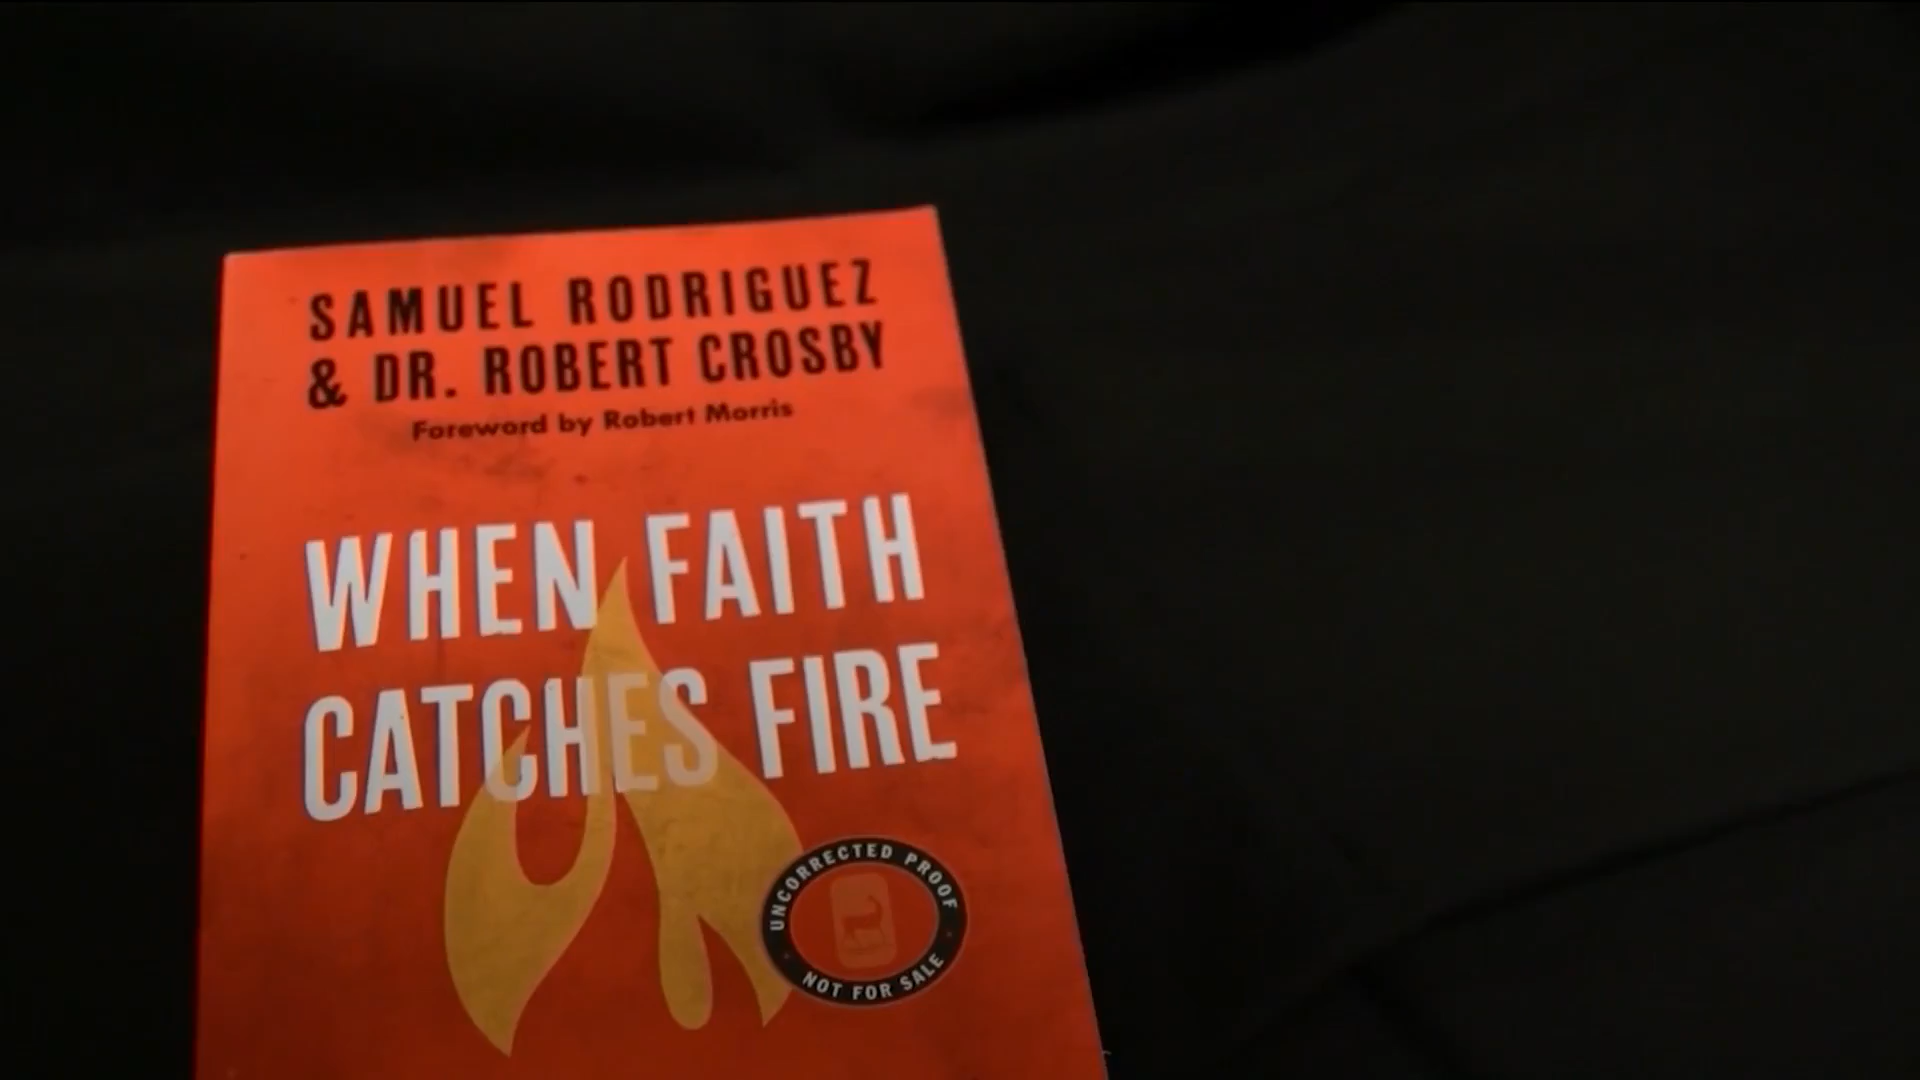 SAMUEL RODRIGUEZ
& DR. ROBERT CROSBY
Foreword by Robert Morris
WHEN FAITH
CATCHES FIRE
UNCORRECTED PROOF
NOT FOR SALE